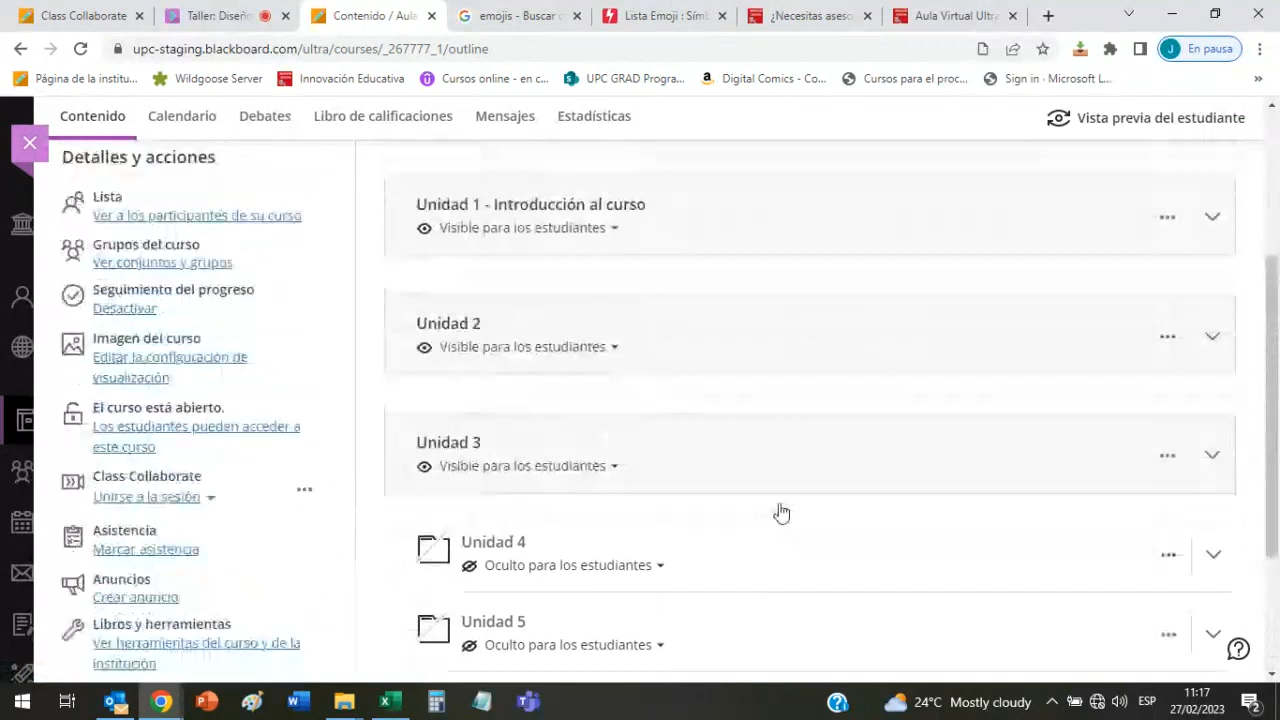 Class Collaborate
Taller: Diseñe
Contenido / Aula
emojis - Buscar c
Lista Emoji : Símb
¿Necesitas aseso
Aula Virtual Ultra
upc-staging.blackboard.com/ultra/courses/_267777_1/outline
J
En pausa
Página de la institu...
Wildgoose Server
Innovación Educativa
Cursos online - en c...
UPC GRAD Progra...
Digital Comics - Co...
Cursos para el proc...
Sign in - Microsoft L...
»
Contenido
Calendario
Debates
Libro de calificaciones
Mensajes
Estadísticas
Vista previa del estudiante
Detalles y acciones
Lista
Ver a los participantes de su curso
Grupos del curso
Ver conjuntos y grupos
Seguimiento del progreso
Desactivar
Imagen del curso
Editar la configuración de
visualización
El curso está abierto.
Los estudiantes pueden acceder a
este curso
Class Collaborate
Unirse a la sesión
Asistencia
Marcar asistencia
Anuncios
Crear anuncio
Libros y herramientas
Ver herramientas del curso y de la
institución
Unidad 1 - Introducción al curso
Visible para los estudiantes
Unidad 2
Visible para los estudiantes
Unidad 3
Visible para los estudiantes
Unidad 4
Oculto para los estudiantes
Unidad 5
Oculto para los estudiantes
24°C Mostly cloudy
ESP
11:17
27/02/2023
2